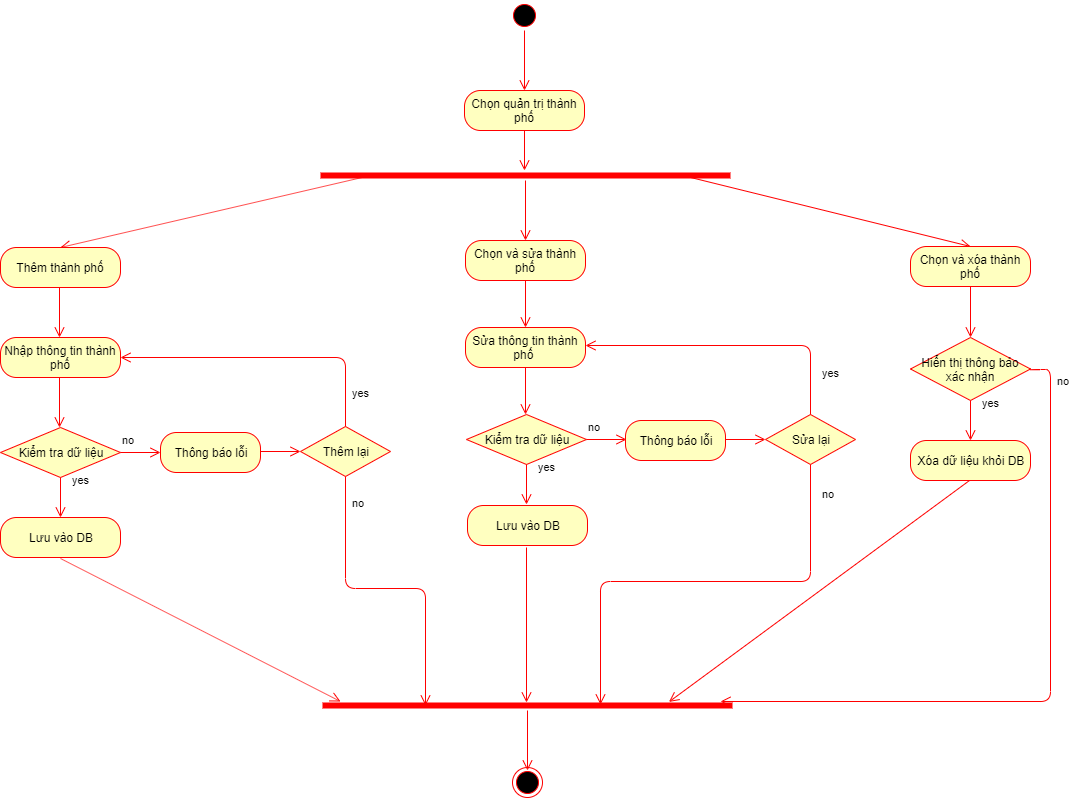 Chọn quản trị thành
phố
Thêm thành phố
Chọn và sửa thành
phố
Chọn và xóa thành
phố
Nhập thông tin thành
phố
Sửa thông tin thành
phố
Hiển thị thông báo
xác nhận
yes
yes
no
yes
Kiểm tra dữ liệu
no
Thông báo lỗi
Thêm lại
yes
no
Kiểm tra dữ liệu
no
Thông báo lỗi
Sửa lại
yes
no
Xóa dữ liệu khỏi DB
Lưu vào DB
Lưu vào DB